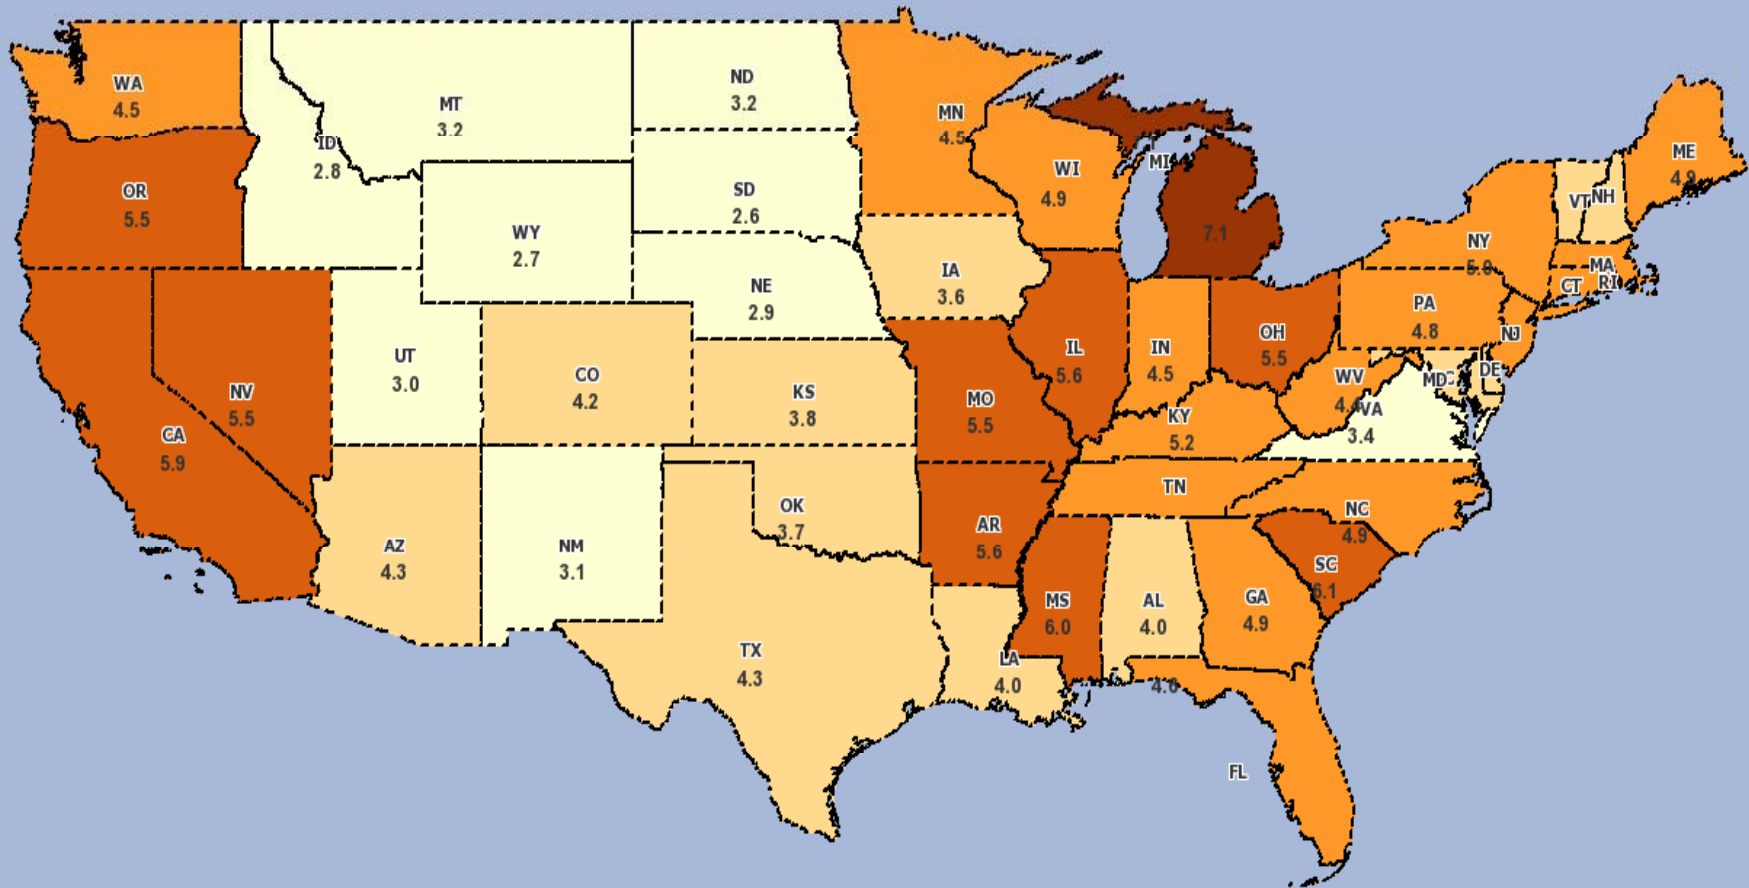 WA
4.5
MT
3.2
ND
3.2
MN
4.5
ID
2.8
OR
5.5
WY
2.7
SD
2.6
WI
4.9
MI
7.1
ME
4.9
VT
NH
NY
MA
RI
CT
IA
3.6
NE
2.9
PA
4.8
NJ
UT
3.0
CO
4.2
KS
3.8
NV
5.5
CA
5.9
MO
5.5
IL
5.6
IN
4.5
OH
5.5
WV
4.4
MD
DE
VA
3.4
KY
5.2
TN
NC
4.9
AZ
4.3
NM
3.1
OK
3.7
AR
5.6
SC
6.1
MS
6.0
AL
4.0
GA
4.9
TX
4.3
LA
4.0
FL